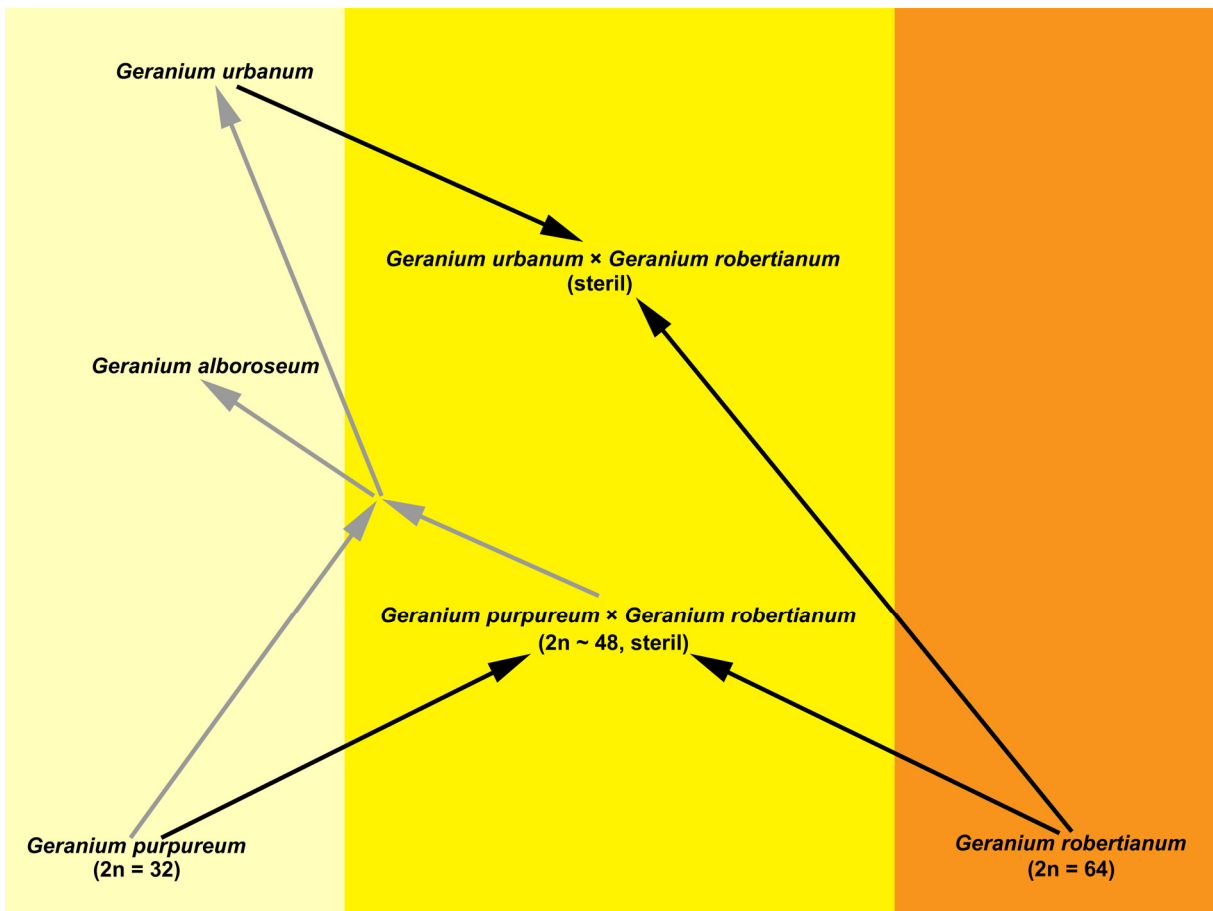 Geranium urbanum
Geranium urbanum × Geranium robertianum
(steril)
Geranium alboroseum
Geranium purpureum × Geranium robertianum
(2n ~ 48, steril)
Geranium purpureum
(2n = 32)
Geranium robertianum
(2n = 64)